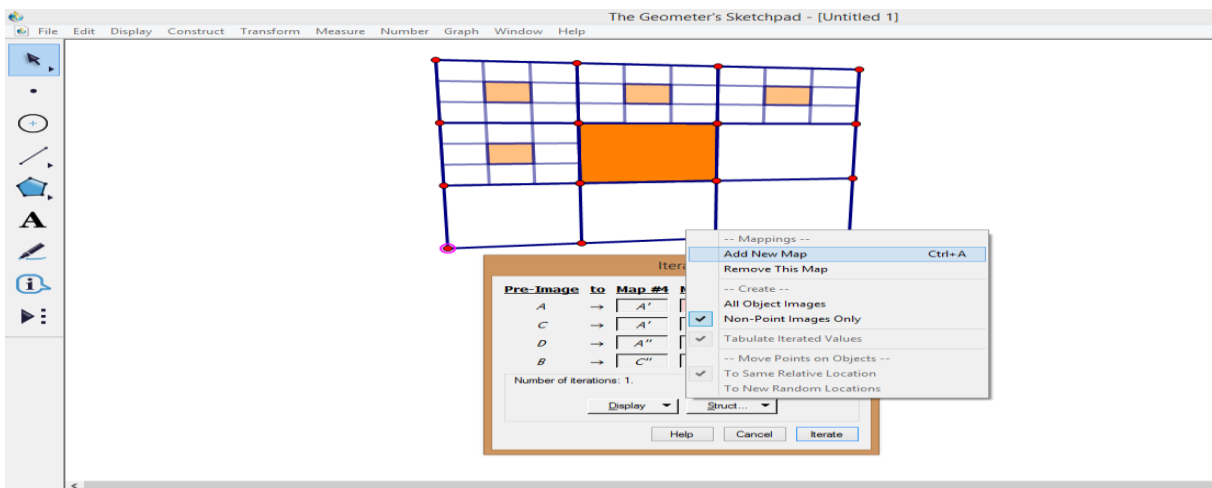 The Geometer's Sketchpad - [Untitled 1]
File Edit Display Construct Transform Measure Number Graph Window Help
A
-- Mappings --
Add New Map Ctrl+A
Remove This Map
-- Create --
All Object Images
Non-Point Images Only
Tabulate Iterated Values
-- Move Points on Objects --
To Same Relative Location
To New Random Locations
Pre-Image to Map #4
A → A'
C → A'
D → A''
B → C''
Number of iterations: 1.
Display Struct...
Help Cancel Iterate